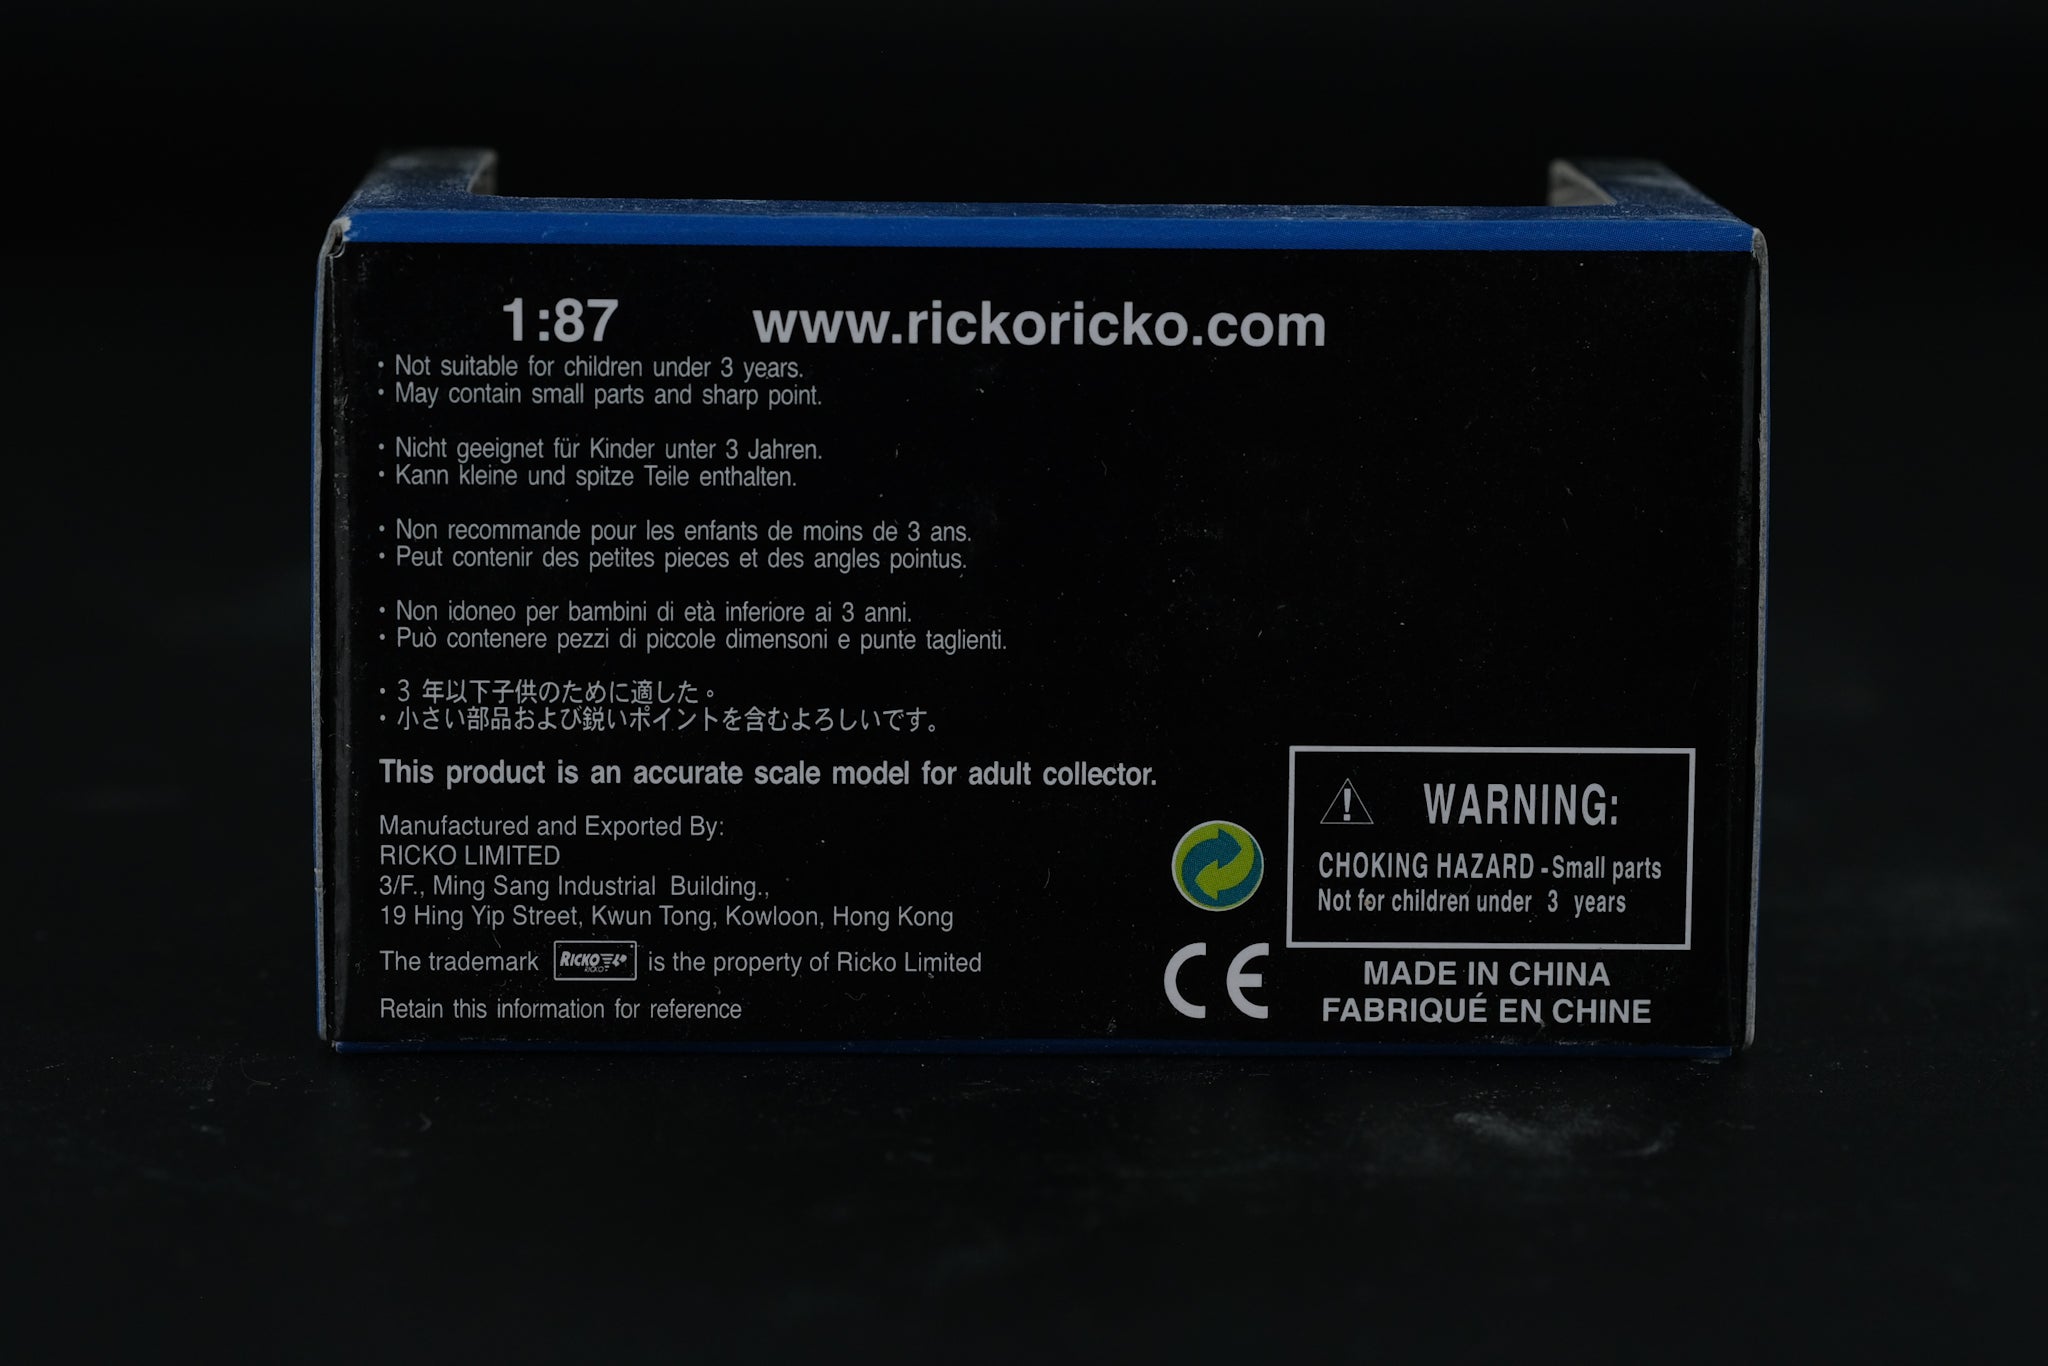 1:87 www.rickoricko.com
• Not suitable for children under 3 years.
• May contain small parts and sharp point.
• Nicht geeignet für Kinder unter 3 Jahren.
• Kann kleine und spitze Teile enthalten.
• Non recommande pour les enfants de moins de 3 ans.
• Peut contenir des petites pieces et des angles pointus.
• Non idoneo per bambini di età inferiore ai 3 anni.
• Può contenere pezzi di piccole dimensoni e punte taglienti.
• 3 年以下子供のために適した。
• 小さい部品および鋭いポイントを含むよろしいです。
This product is an accurate scale model for adult collector.
Manufactured and Exported By:
RICKO LIMITED
3/F., Ming Sang Industrial Building.,
19 Hing Yip Street, Kwun Tong, Kowloon, Hong Kong
The trademark RICKO RICKO is the property of Ricko Limited
Retain this information for reference
CE
WARNING:
CHOKING HAZARD - Small parts
Not for children under 3 years
MADE IN CHINA
FABRIQUÉ EN CHINE